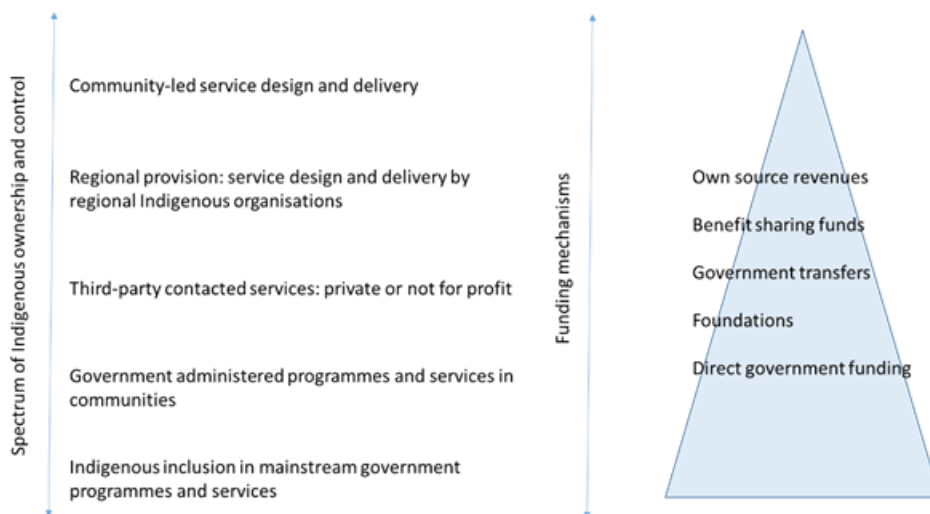 Spectrum of Indigenous ownership and control
Community-led service design and delivery
Regional provision: service design and delivery by
regional Indigenous organisations
Third-party contacted services: private or not for profit
Government administered programmes and services in
communities
Indigenous inclusion in mainstream government
programmes and services
Funding mechanisms
Own source revenues
Benefit sharing funds
Government transfers
Foundations
Direct government funding